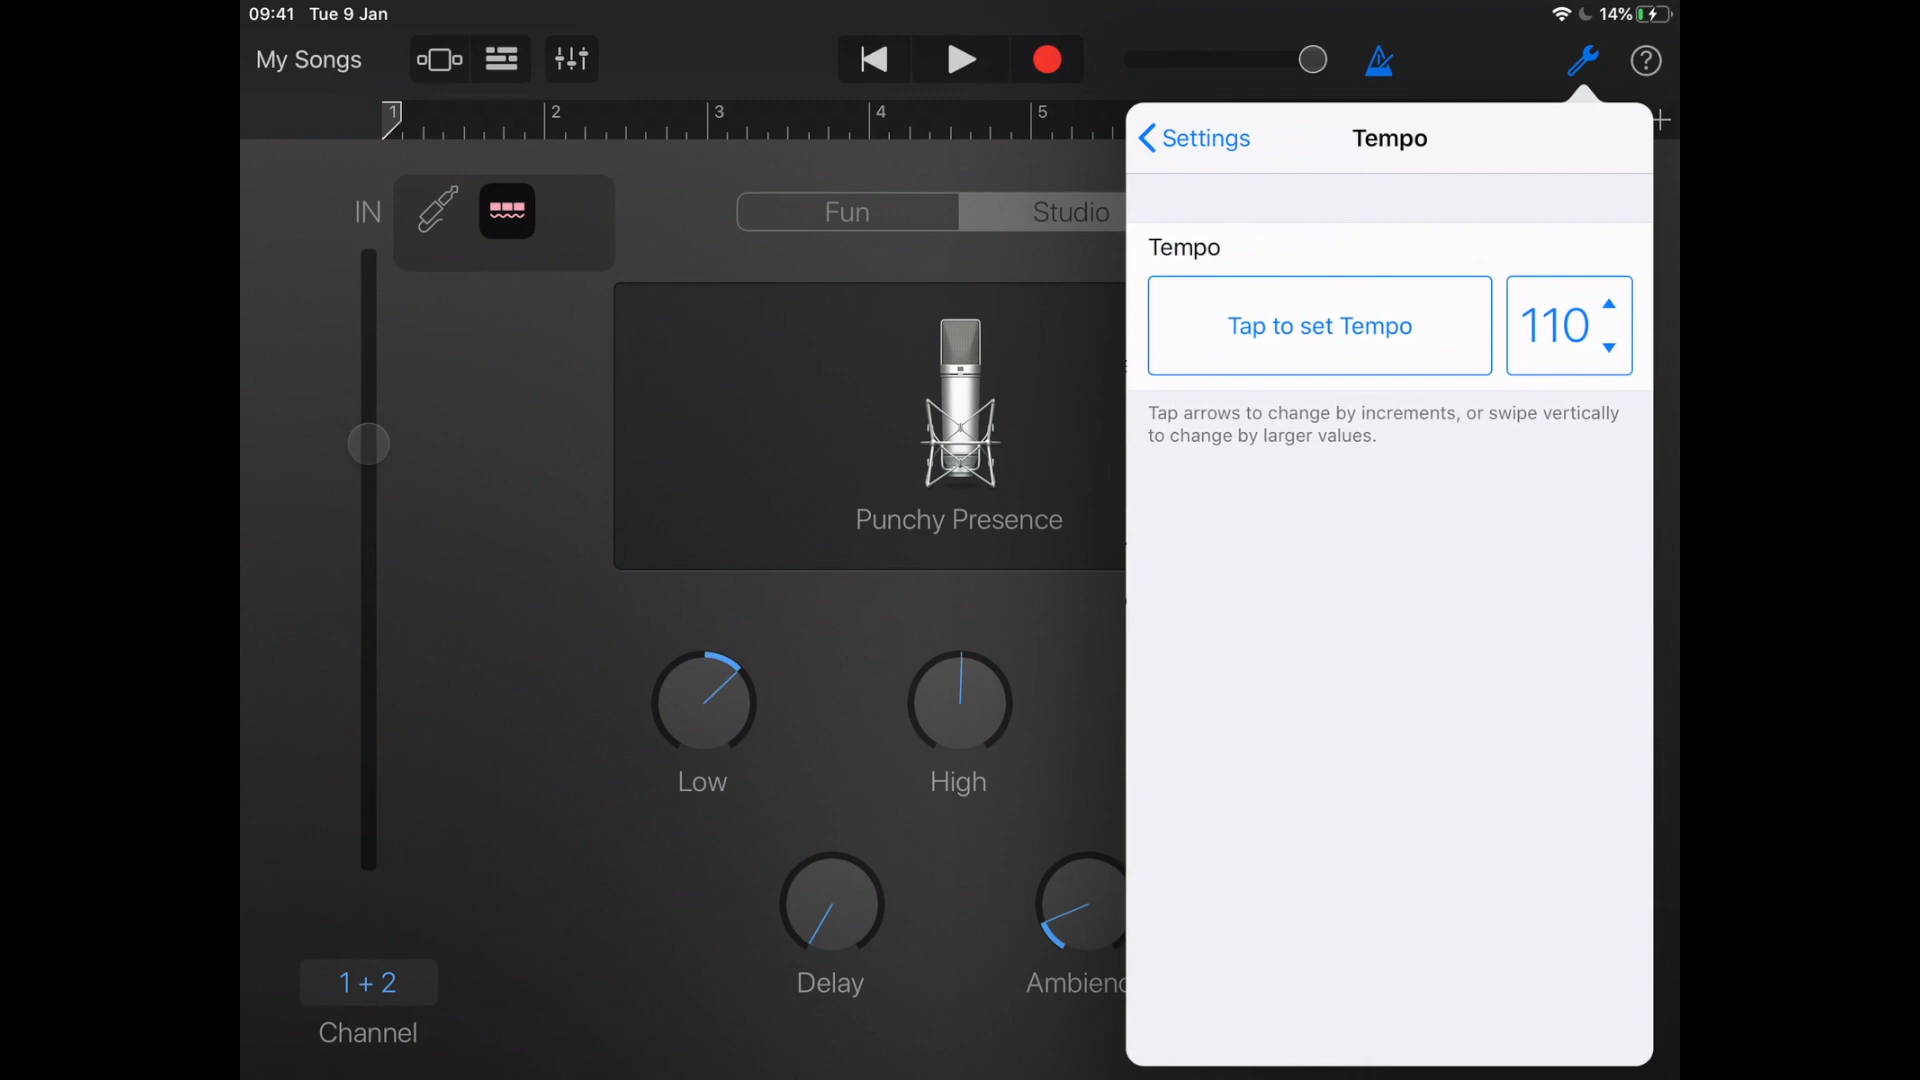 09:41 Tue 9 Jan
14%
My Songs
?
1 2 3 4 5
Settings
Tempo
IN
Fun
Studio
Tempo
Tap to set Tempo
110
Tap arrows to change by increments, or swipe vertically
to change by larger values.
Punchy Presence
Low
High
Delay
Ambienc
1 + 2
Channel